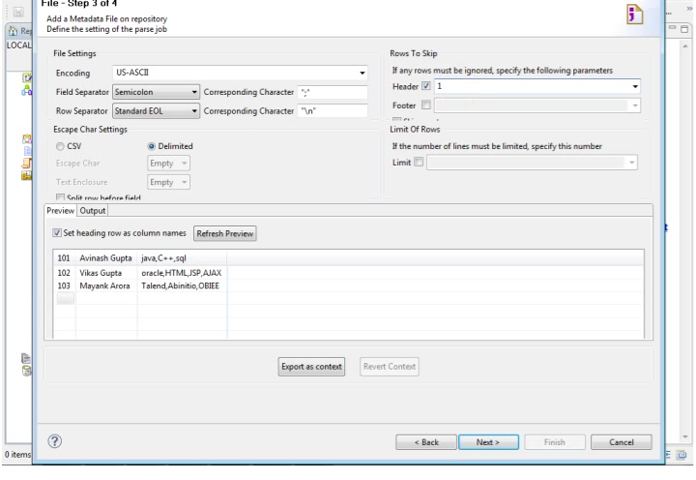 File - Step 3 of 4
Add a Metadata File on repository
Define the setting of the parse job
Rep
LOCAL
File Settings
Encoding US-ASCII
Field Separator Semicolon Corresponding Character ";"
Row Separator Standard EOL Corresponding Character "\n"
Rows To Skip
If any rows must be ignored, specify the following parameters
Header 1
Footer
Escape Char Settings
CSV Delimited
Escape Char Empty
Text Enclosure Empty
Split row before field
Limit Of Rows
If the number of lines must be limited, specify this number
Limit
Preview Output
Set heading row as column names Refresh Preview
101 Avinash Gupta java,C++,sql
102 Vikas Gupta oracle,HTML,JSP,AJAX
103 Mayank Arora Talend,Abinitio,OBIEE
Export as context Revert Context
< Back Next > Finish Cancel
0 items